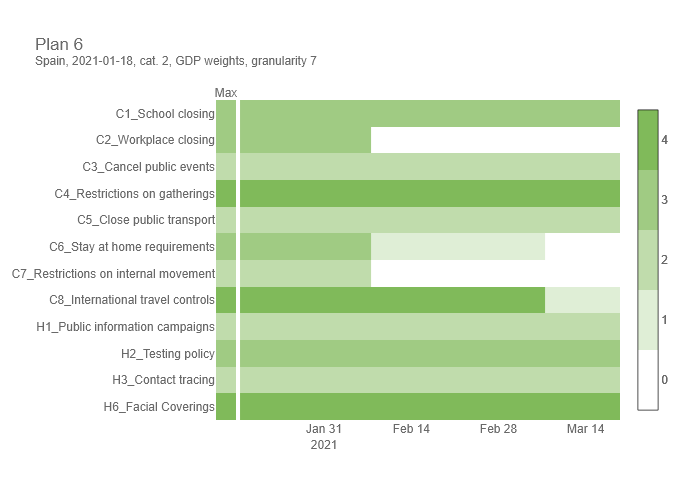 Plan 6
Spain, 2021-01-18, cat. 2, GDP weights, granularity 7
Max
C1_School closing
C2_Workplace closing
C3_Cancel public events
C4_Restrictions on gatherings
C5_Close public transport
C6_Stay at home requirements
C7_Restrictions on internal movement
C8_International travel controls
H1_Public information campaigns
H2_Testing policy
H3_Contact tracing
H6_Facial Coverings
Jan 31 Feb 14 Feb 28 Mar 14
2021
4
3
2
1
0